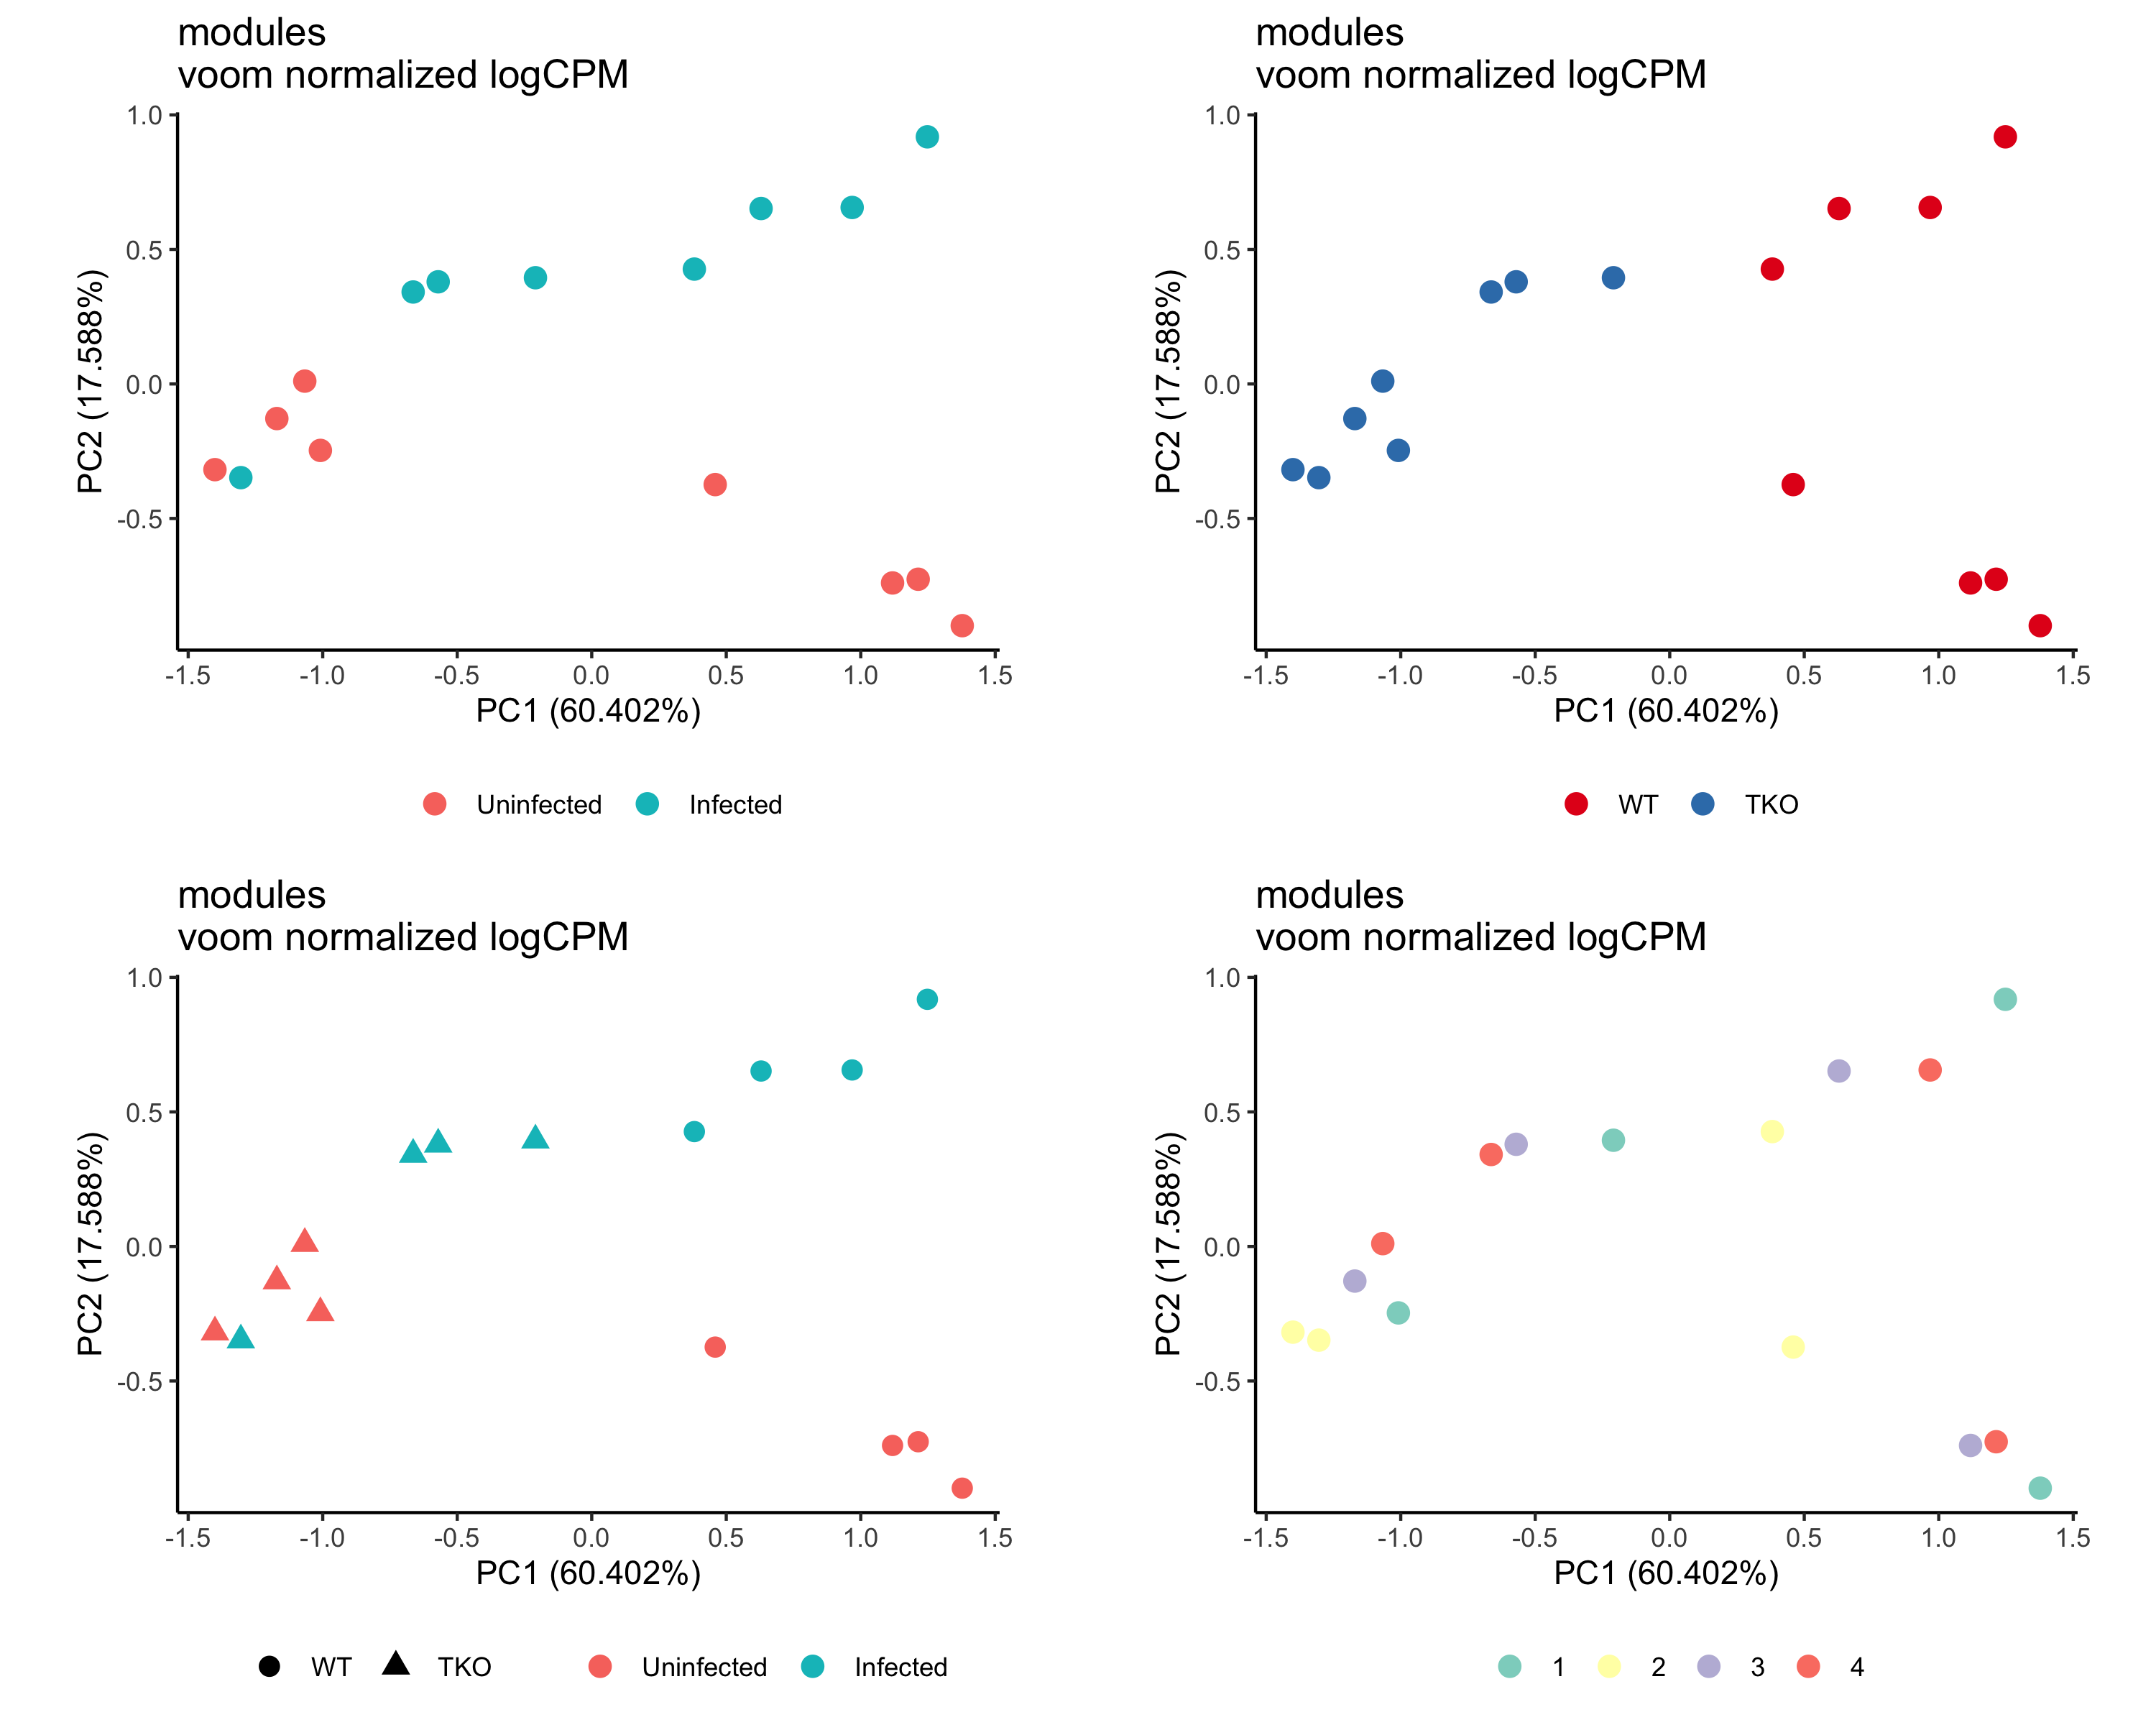 modules
voom normalized logCPM
1.0
0.5
0.0
-0.5
PC2 (17.588%)
-1.5 -1.0 -0.5 0.0 0.5 1.0 1.5
PC1 (60.402%)
Uninfected Infected
modules
voom normalized logCPM
1.0
0.5
0.0
-0.5
PC2 (17.588%)
-1.5 -1.0 -0.5 0.0 0.5 1.0 1.5
PC1 (60.402%)
WT TKO
modules
voom normalized logCPM
1.0
0.5
0.0
-0.5
PC2 (17.588%)
-1.5 -1.0 -0.5 0.0 0.5 1.0 1.5
PC1 (60.402%)
WT TKO Uninfected Infected
modules
voom normalized logCPM
1.0
0.5
0.0
-0.5
PC2 (17.588%)
-1.5 -1.0 -0.5 0.0 0.5 1.0 1.5
PC1 (60.402%)
1 2 3 4